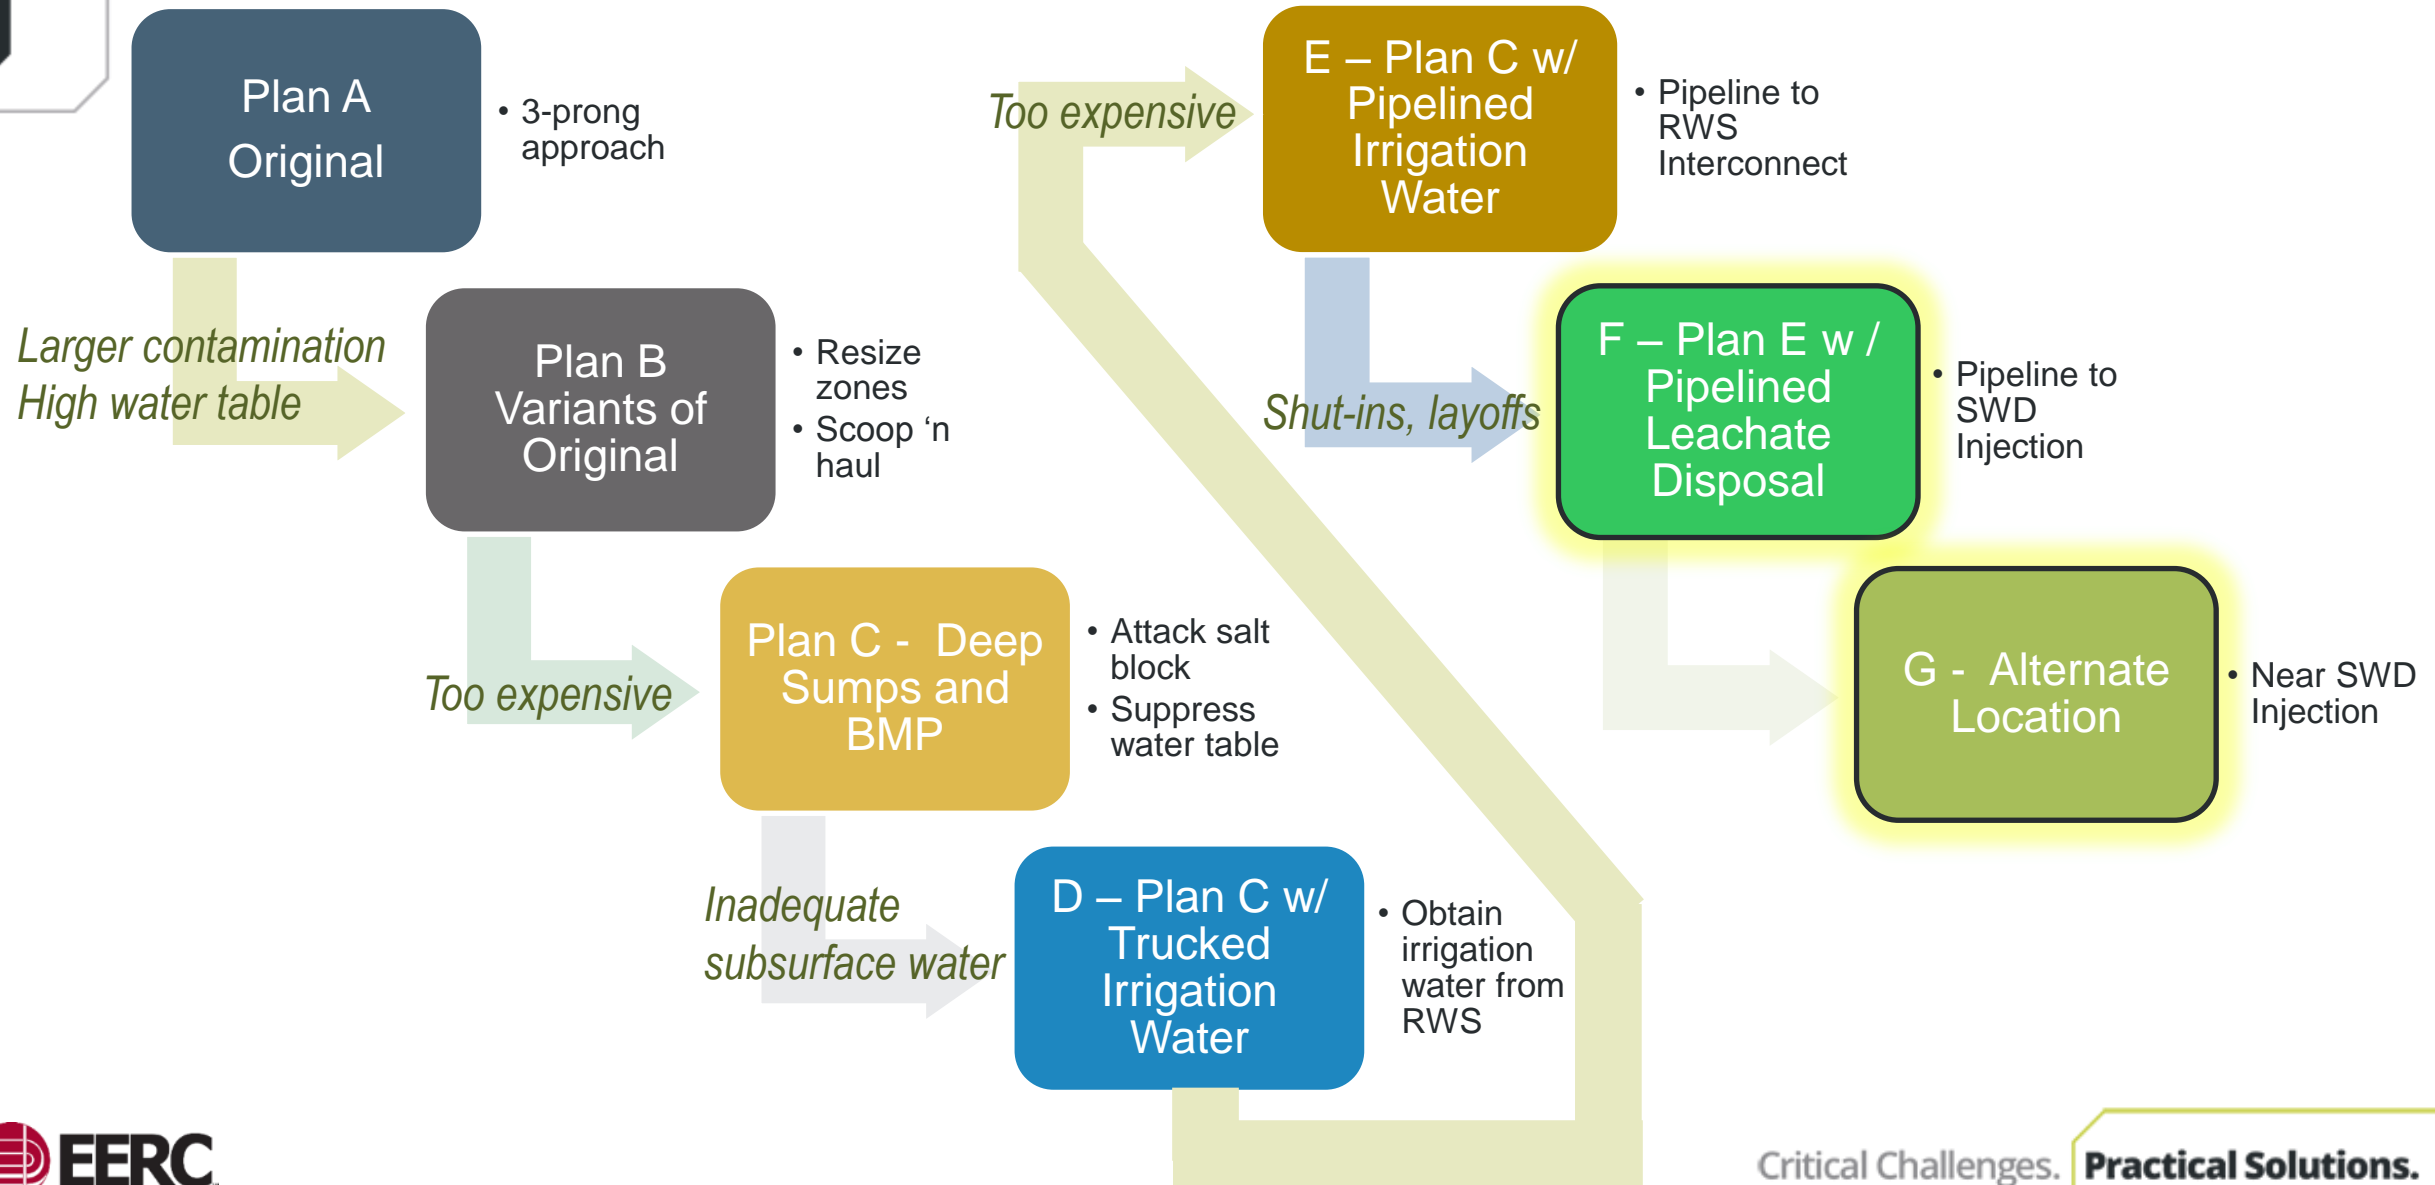 Plan A
Original
• 3-prong
approach
Larger contamination
High water table
Plan B
Variants of
Original
• Resize
zones
• Scoop ‘n
haul
Too expensive
Plan C - Deep
Sumps and
BMP
• Attack salt
block
• Suppress
water table
Inadequate
subsurface water
D – Plan C w/
Trucked
Irrigation
Water
• Obtain
irrigation
water from
RWS
Too expensive
E – Plan C w/
Pipelined
Irrigation
Water
• Pipeline to
RWS
Interconnect
Shut-ins, layoffs
F – Plan E w /
Pipelined
Leachate
Disposal
• Pipeline to
SWD
Injection
G - Alternate
Location
• Near SWD
Injection
EERC
Critical Challenges. Practical Solutions.